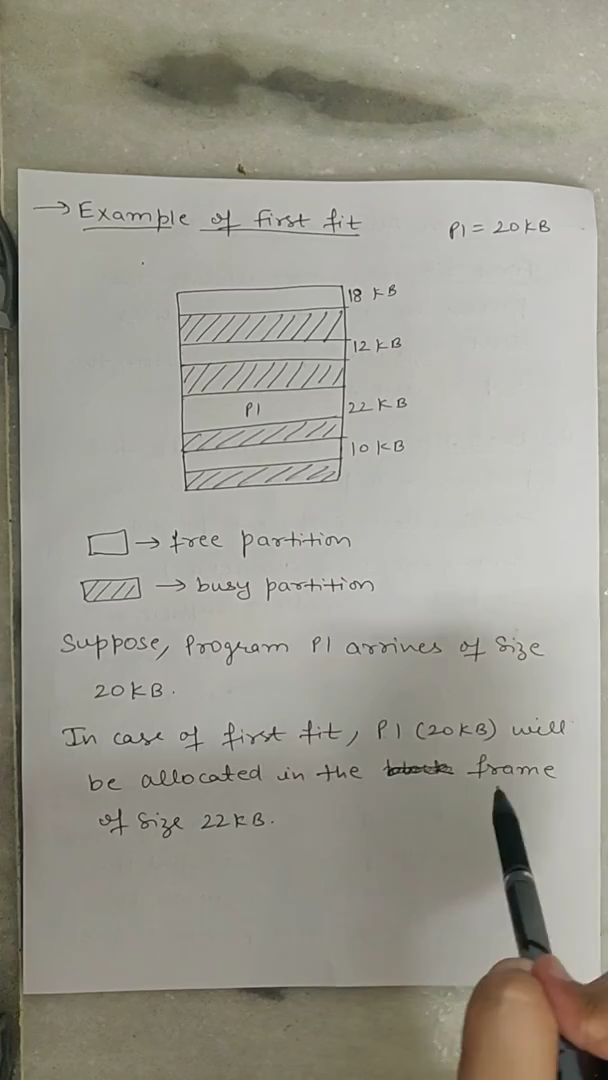 → Example of first fit
P1 = 20KB
18 KB
12 KB
P1
22 KB
10 KB
→ free partition
→ busy partition
Suppose, Program P1 arrives of size
20KB.
In case of first fit, P1 (20KB) will
be allocated in the frame
of size 22KB.